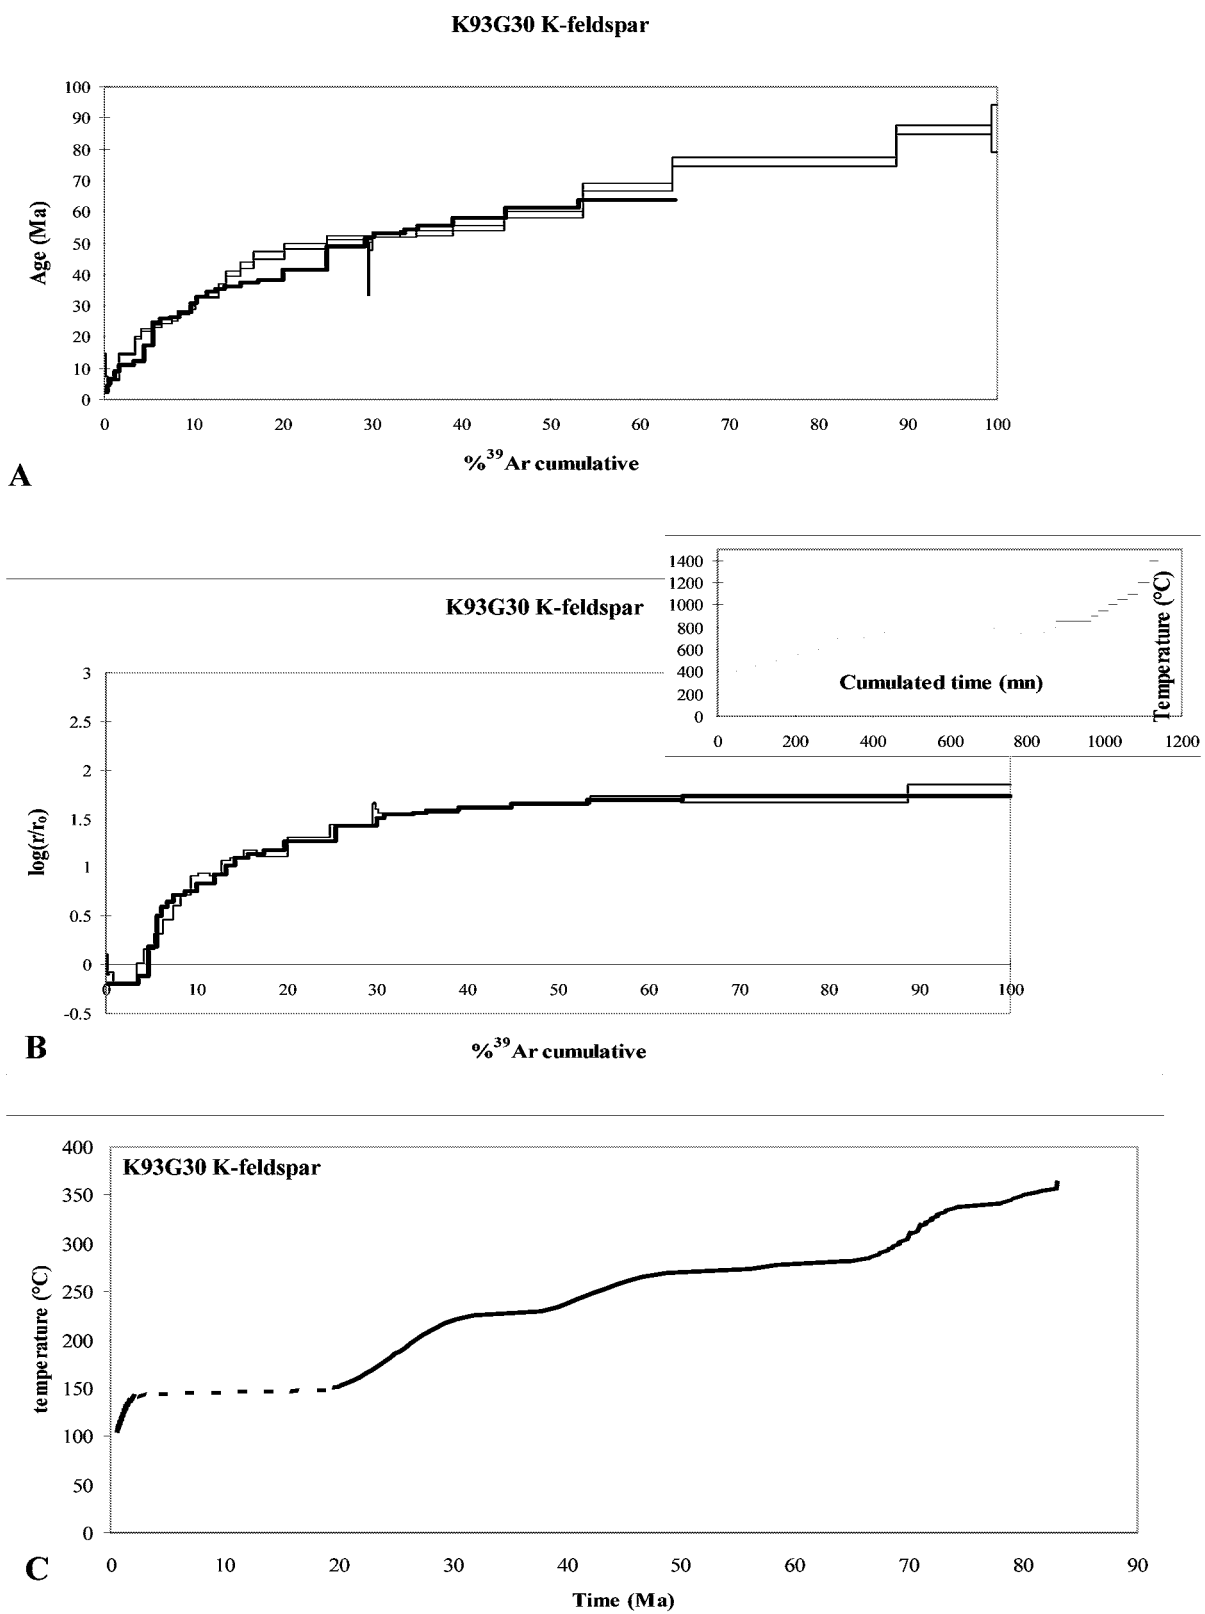 K93G30 K-feldspar
100
90
80
70
60
50
40
30
20
10
0
Age (Ma)
0 10 20 30 40 50 60 70 80 90 100
%³⁹Ar cumulative
A
1400
1200
1000
800
600
400
200
0
Temperature (°C)
Cumulated time (mn)
0 200 400 600 800 1000 1200
K93G30 K-feldspar
3
2.5
2
1.5
1
0.5
0
-0.5
log(r/r₀)
0 10 20 30 40 50 60 70 80 90 100
%³⁹Ar cumulative
B
K93G30 K-feldspar
400
350
300
250
200
150
100
50
0
temperature (°C)
0 10 20 30 40 50 60 70 80 90
Time (Ma)
C